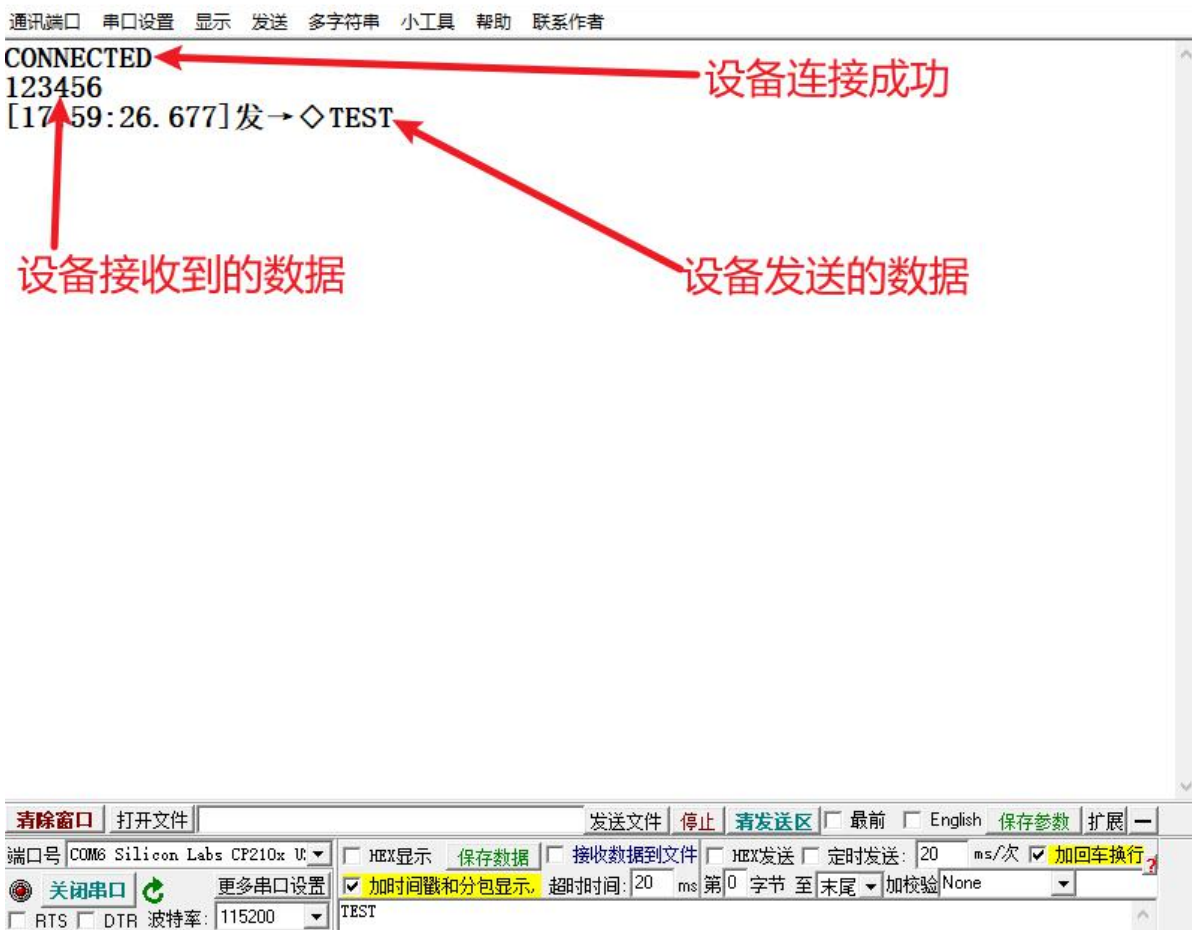 通讯端口 串口设置 显示 发送 多字符串 小工具 帮助 联系作者
CONNECTED
设备连接成功
123456
[17:59:26.677]发→◇TEST
设备接收到的数据
设备发送的数据
清除窗口 打开文件 发送文件 停止 清发送区 最前 English 保存参数 扩展 —
端口号 COM6 Silicon Labs CP210x HEX显示 保存数据 接收数据到文件 HEX发送 定时发送: 20 ms/次 加回车换行 ?
关闭串口 更多串口设置 加时间戳和分包显示, 超时时间: 20 ms 第 0 字节 至 末尾 加校验 None
RTS DTR 波特率: 115200 TEST